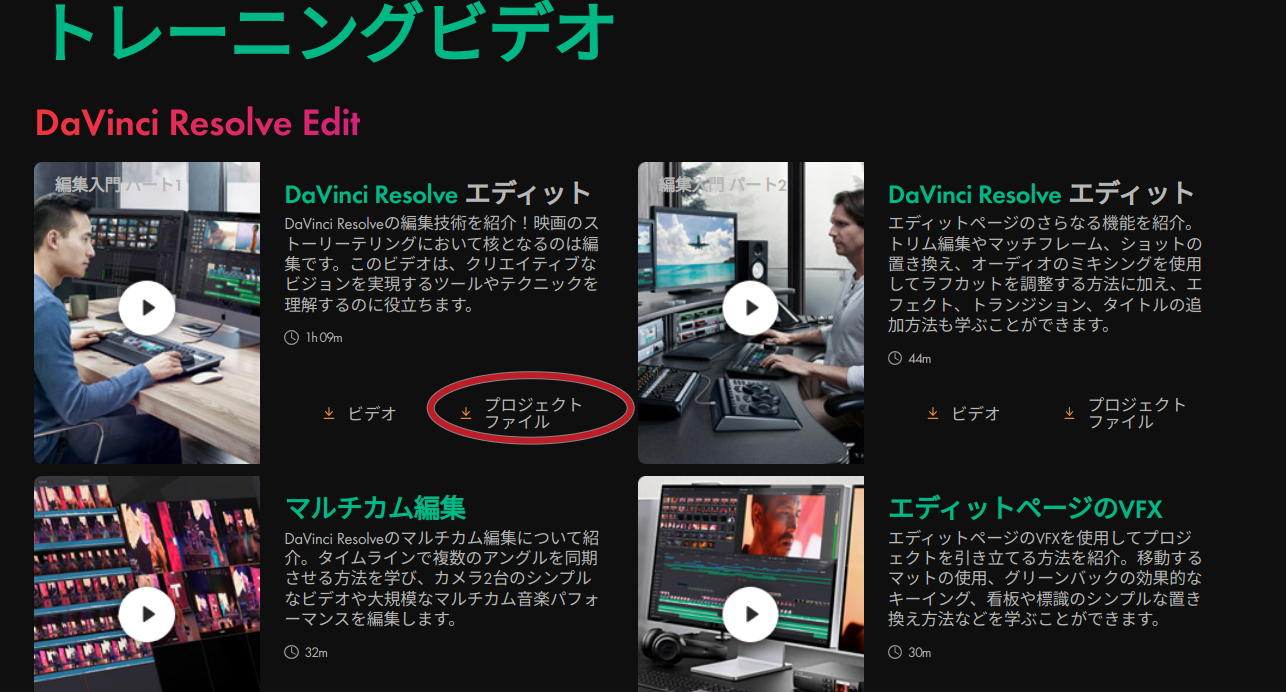 トレーニングビデオ
DaVinci Resolve Edit
編集入門 パート1
DaVinci Resolve エディット
DaVinci Resolveの編集技術を紹介！映画のス
トーリーテリングにおいて核となるのは編
集です。このビデオは、クリエイティブな
ビジョンを実現するツールやテクニックを
理解するのに役立ちます。
1h 09m
ビデオ
プロジェクト
ファイル
編集入門 パート2
DaVinci Resolve エディット
エディットページのさらなる機能を紹介。
トリム編集やマッチフレーム、ショットの
置き換え、オーディオのミキシングを使用
してラフカットを調整する方法に加え、エ
フェクト、トランジション、タイトルの追
加方法も学ぶことができます。
44m
ビデオ
プロジェクト
ファイル
マルチカム編集
DaVinci Resolveのマルチカム編集について紹
介。タイムラインで複数のアングルを同期
させる方法を学び、カメラ2台のシンプル
なビデオや大規模なマルチカム音楽パフォ
ーマンスを編集します。
32m
エディットページのVFX
エディットページのVFXを使用してプロジ
ェクトを引き立てる方法を紹介。移動する
マットの使用、グリーンバックの効果的な
キーイング、看板や標識のシンプルな置き
換え方法などを学ぶことができます。
30m